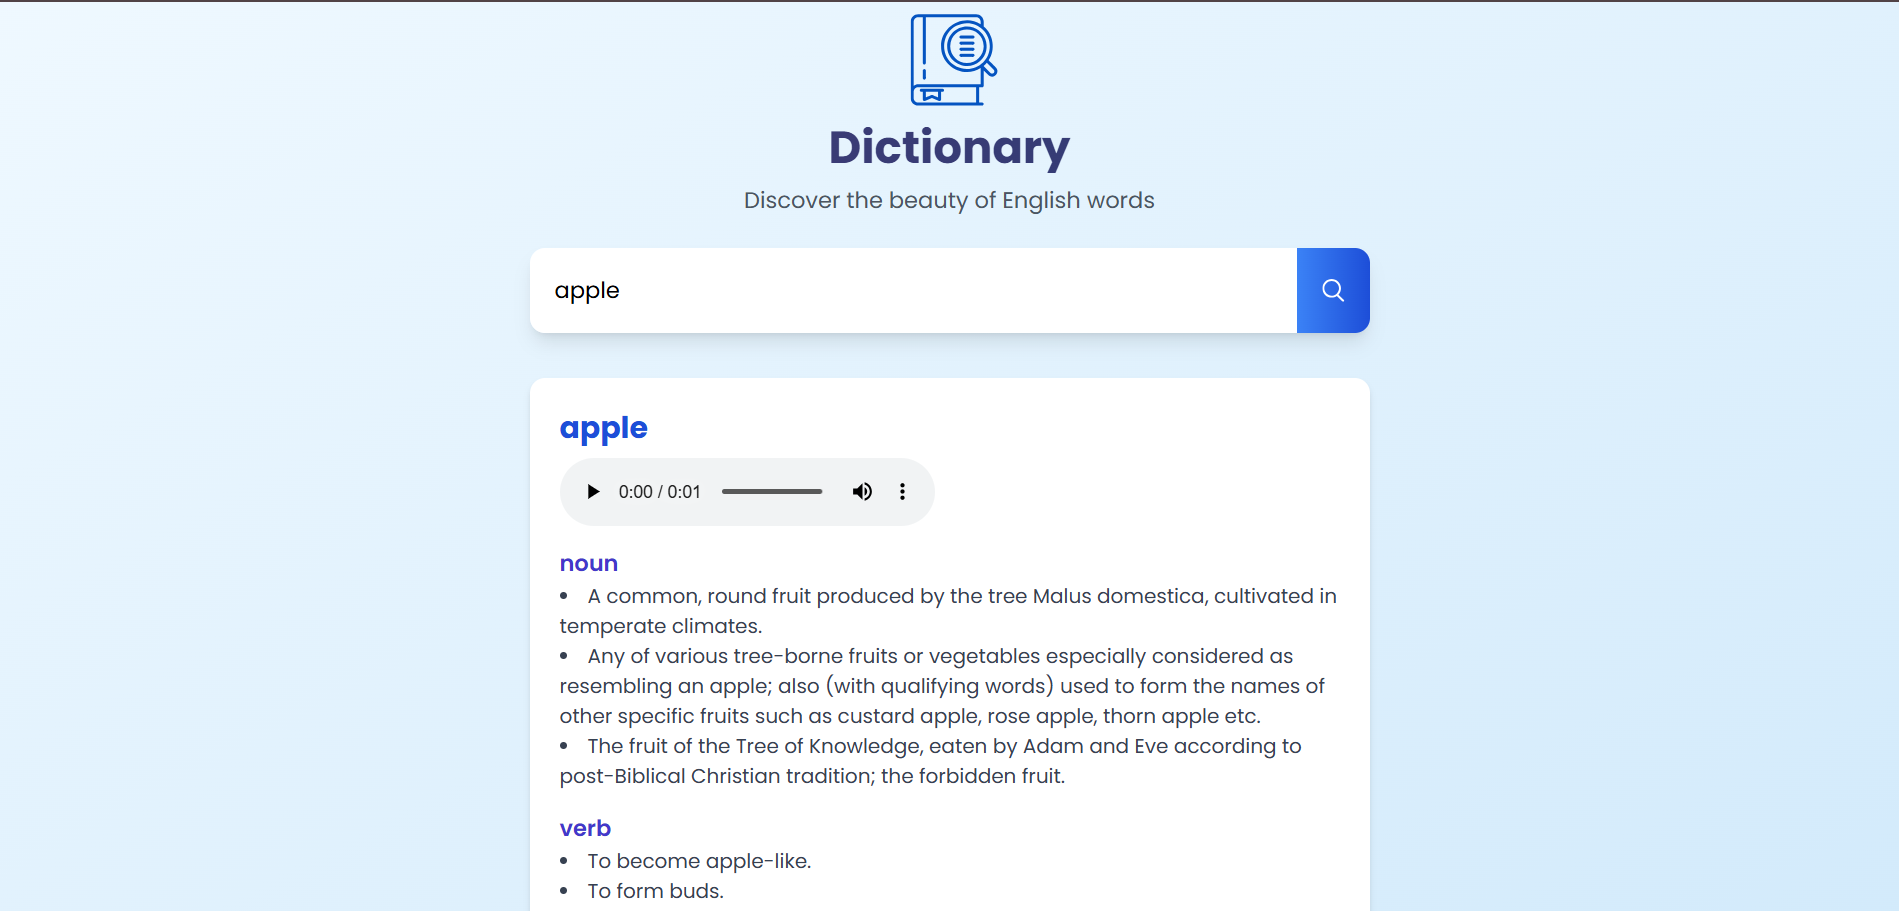 Dictionary
Discover the beauty of English words
apple
apple
0:00 / 0:01
noun
• A common, round fruit produced by the tree Malus domestica, cultivated in
temperate climates.
• Any of various tree-borne fruits or vegetables especially considered as
resembling an apple; also (with qualifying words) used to form the names of
other specific fruits such as custard apple, rose apple, thorn apple etc.
• The fruit of the Tree of Knowledge, eaten by Adam and Eve according to
post-Biblical Christian tradition; the forbidden fruit.
verb
• To become apple-like.
• To form buds.